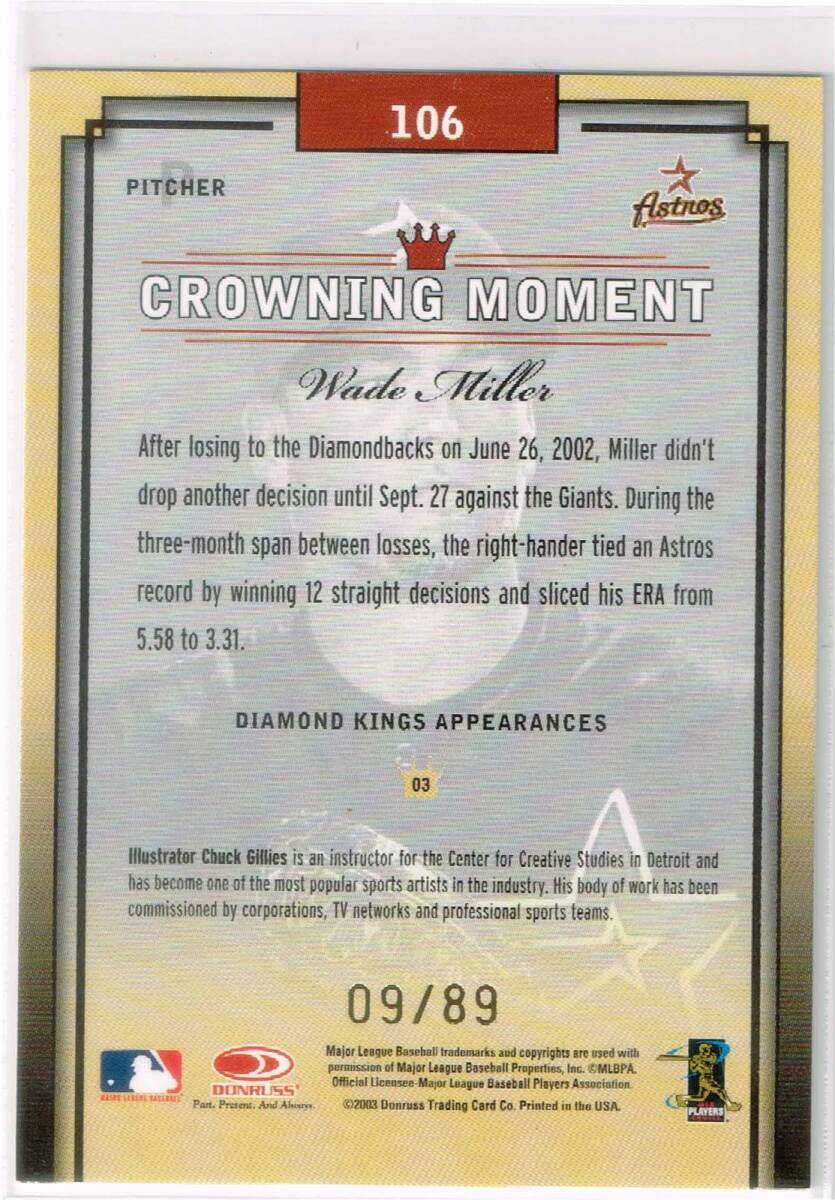 106
P
PITCHER
Astros
CROWNING MOMENT
Wade Miller
After losing to the Diamondbacks on June 26, 2002, Miller didn't
drop another decision until Sept. 27 against the Giants. During the
three-month span between losses, the right-hander tied an Astros
record by winning 12 straight decisions and sliced his ERA from
5.58 to 3.31.
DIAMOND KINGS APPEARANCES
03
Illustrator Chuck Gillies is an instructor for the Center for Creative Studies in Detroit and
has become one of the most popular sports artists in the industry. His body of work has been
commissioned by corporations, TV networks and professional sports teams.
09/89
MAJOR LEAGUE BASEBALL
DONRUSS
Past. Present. And Always.
Major League Baseball trademarks and copyrights are used with
permission of Major League Baseball Properties, Inc. ©MLBPA.
Official Licensee-Major League Baseball Players Association.
©2003 Donruss Trading Card Co. Printed in the USA.
MLB
PLAYERS
CHOICE